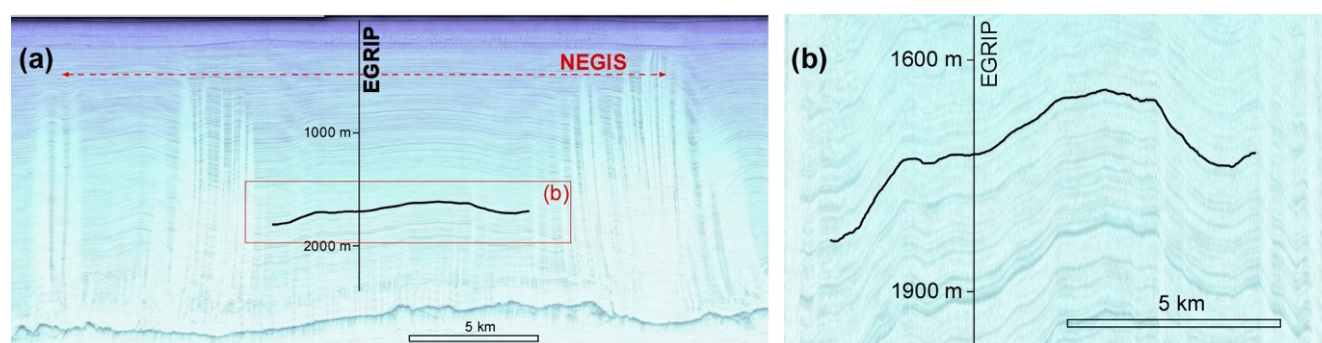 (a)
EGRIP
NEGIS
1000 m
(b)
2000 m
5 km
(b)
EGRIP
1600 m
1900 m
5 km